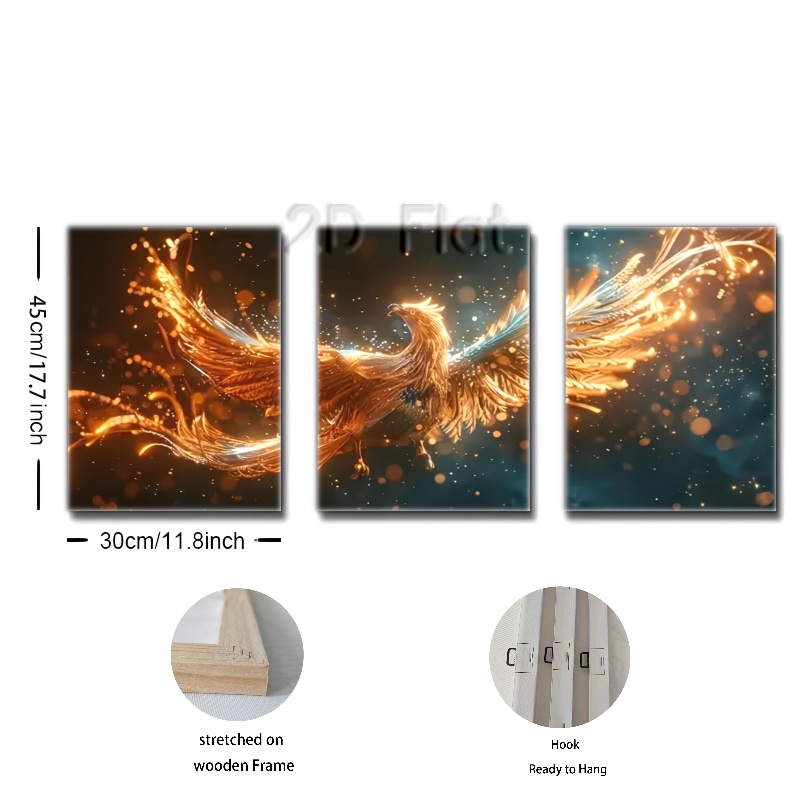 2D Flat
45cm/17.7inch
30cm/11.8inch
stretched on
wooden Frame
Hook
Ready to Hang